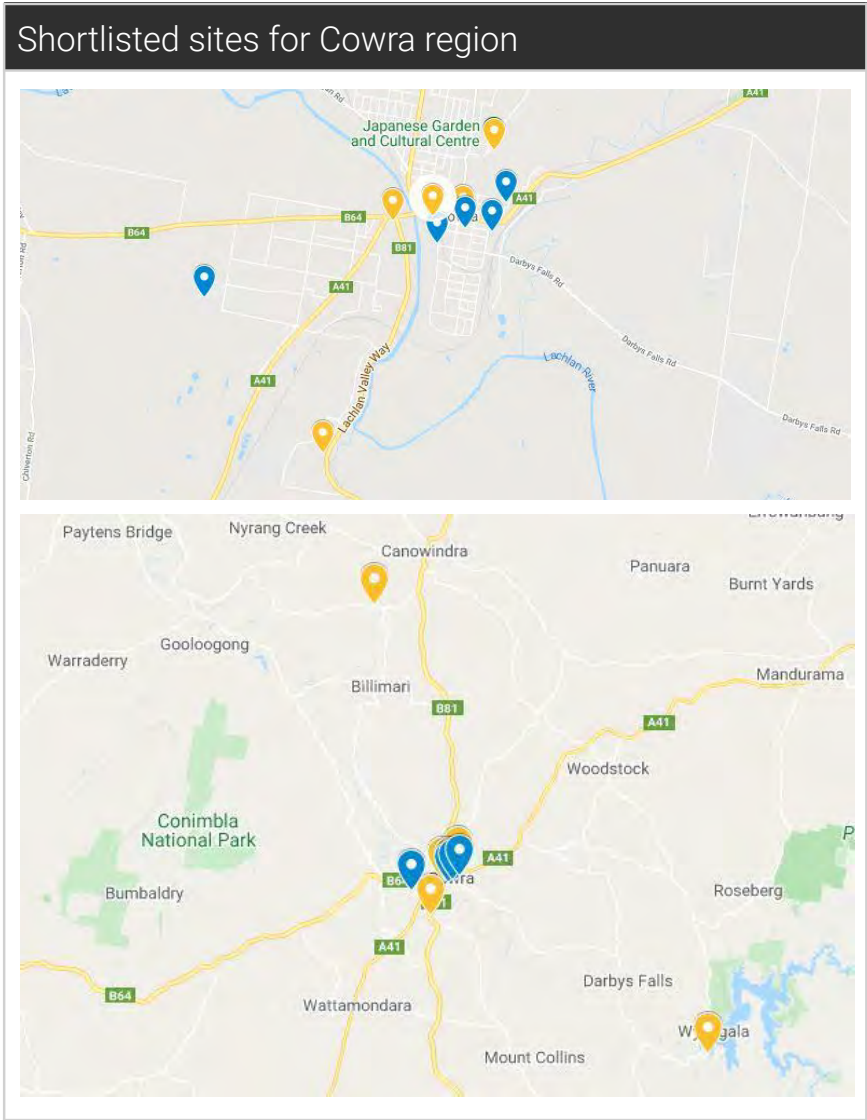 Shortlisted sites for Cowra region
A41
Japanese Garden
and Cultural Centre
A41
B64
B64
B81
Darbys Falls Rd
A41
Darbys Falls Rd
Lachlan Valley Way
Lachlan River
A41
Darbys Falls Rd
Chiverton Rd
Paytens Bridge
Nyrang Creek
Canowindra
Panuara
Burnt Yards
Gooloogong
Warraderry
Mandurama
Billimari
B81
A41
Woodstock
Conimbla
National Park
A41
Bumbaldry
Roseberg
A41
Darbys Falls
B64
Wattamondara
Mount Collins